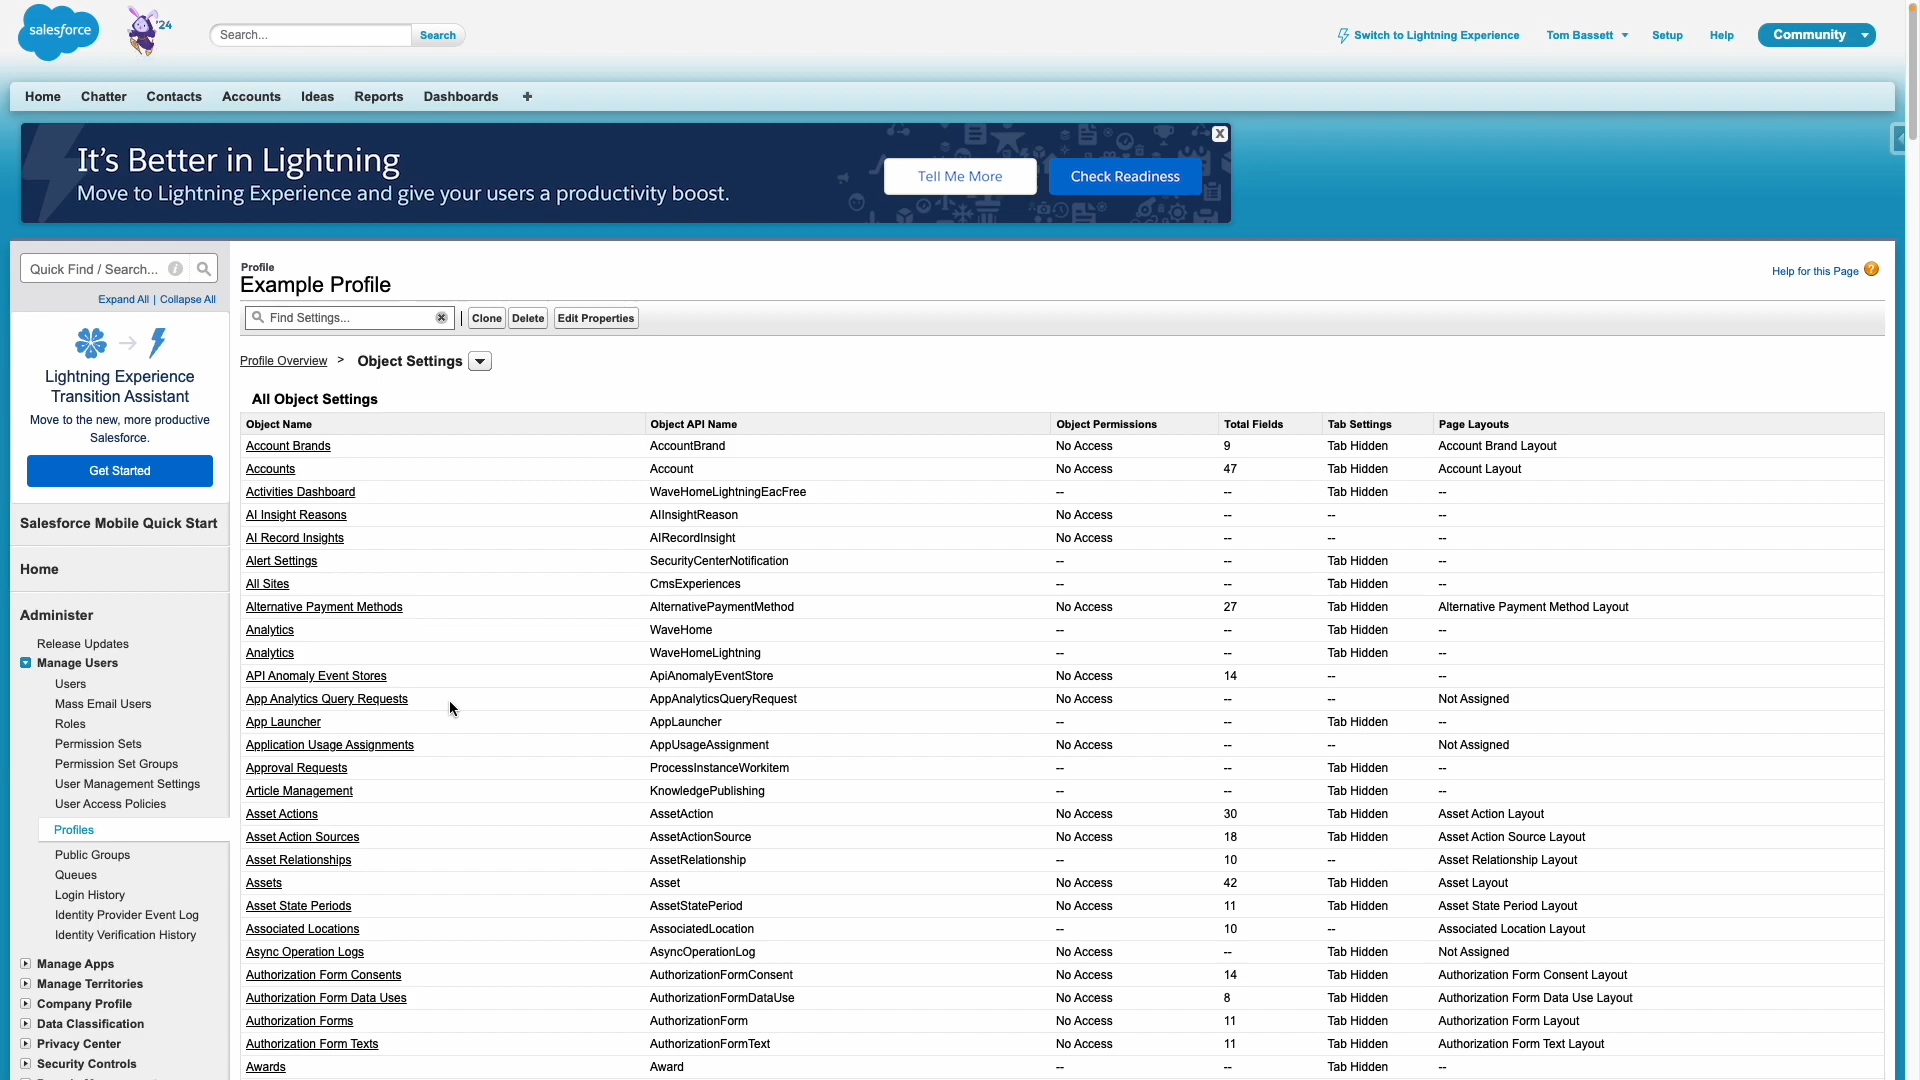 salesforce
'24
Search...
Search
Switch to Lightning Experience
Tom Bassett
Setup
Help
Community
Home Chatter Contacts Accounts Ideas Reports Dashboards +
It's Better in Lightning
Move to Lightning Experience and give your users a productivity boost.
Tell Me More
Check Readiness
X
Quick Find / Search...
Expand All | Collapse All
Lightning Experience
Transition Assistant
Move to the new, more productive
Salesforce.
Get Started
Salesforce Mobile Quick Start
Home
Administer
Release Updates
Manage Users
Users
Mass Email Users
Roles
Permission Sets
Permission Set Groups
User Management Settings
User Access Policies
Profiles
Public Groups
Queues
Login History
Identity Provider Event Log
Identity Verification History
Manage Apps
Manage Territories
Company Profile
Data Classification
Privacy Center
Security Controls
Profile
Example Profile
Help for this Page ?
Find Settings...
| Clone Delete Edit Properties
Profile Overview > Object Settings
All Object Settings
Object Name Object API Name Object Permissions Total Fields Tab Settings Page Layouts
Account Brands AccountBrand No Access 9 Tab Hidden Account Brand Layout
Accounts Account No Access 47 Tab Hidden Account Layout
Activities Dashboard WaveHomeLightningEacFree -- -- Tab Hidden --
AI Insight Reasons AIInsightReason No Access -- -- --
AI Record Insights AIRecordInsight No Access -- -- --
Alert Settings SecurityCenterNotification -- -- Tab Hidden --
All Sites CmsExperiences -- -- Tab Hidden --
Alternative Payment Methods AlternativePaymentMethod No Access 27 Tab Hidden Alternative Payment Method Layout
Analytics WaveHome -- -- Tab Hidden --
Analytics WaveHomeLightning -- -- Tab Hidden --
API Anomaly Event Stores ApiAnomalyEventStore No Access 14 -- --
App Analytics Query Requests AppAnalyticsQueryRequest No Access -- -- Not Assigned
App Launcher AppLauncher -- -- Tab Hidden --
Application Usage Assignments AppUsageAssignment No Access -- -- Not Assigned
Approval Requests ProcessInstanceWorkitem -- -- Tab Hidden --
Article Management KnowledgePublishing -- -- Tab Hidden --
Asset Actions AssetAction No Access 30 Tab Hidden Asset Action Layout
Asset Action Sources AssetActionSource No Access 18 Tab Hidden Asset Action Source Layout
Asset Relationships AssetRelationship -- 10 -- Asset Relationship Layout
Assets Asset No Access 42 Tab Hidden Asset Layout
Asset State Periods AssetStatePeriod No Access 11 Tab Hidden Asset State Period Layout
Associated Locations AssociatedLocation -- 10 -- Associated Location Layout
Async Operation Logs AsyncOperationLog No Access -- Tab Hidden Not Assigned
Authorization Form Consents AuthorizationFormConsent No Access 14 Tab Hidden Authorization Form Consent Layout
Authorization Form Data Uses AuthorizationFormDataUse No Access 8 Tab Hidden Authorization Form Data Use Layout
Authorization Forms AuthorizationForm No Access 11 Tab Hidden Authorization Form Layout
Authorization Form Texts AuthorizationFormText No Access 11 Tab Hidden Authorization Form Text Layout
Awards Award -- -- Tab Hidden --